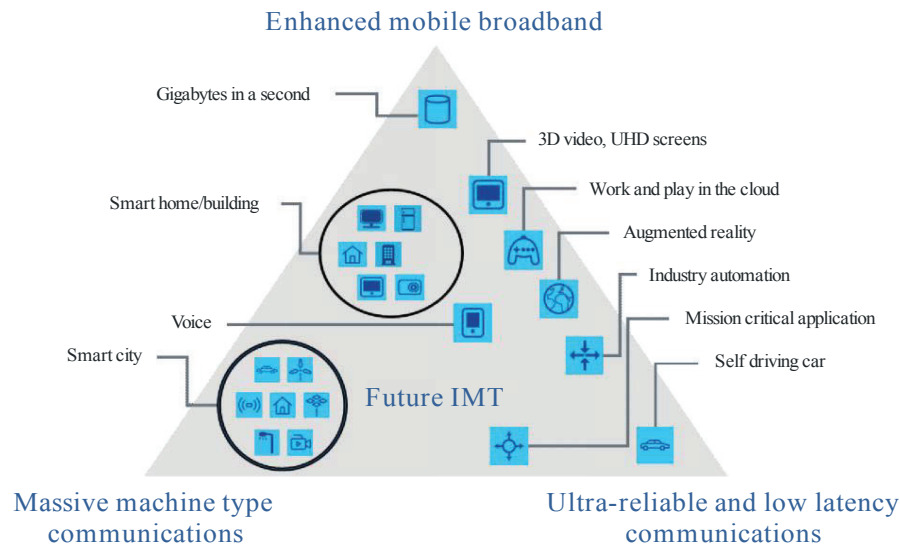 Enhanced mobile broadband
Gigabytes in a second
3D video, UHD screens
Work and play in the cloud
Smart home/building
Augmented reality
Industry automation
Mission critical application
Voice
Smart city
Self driving car
Future IMT
Massive machine type
communications
Ultra-reliable and low latency
communications